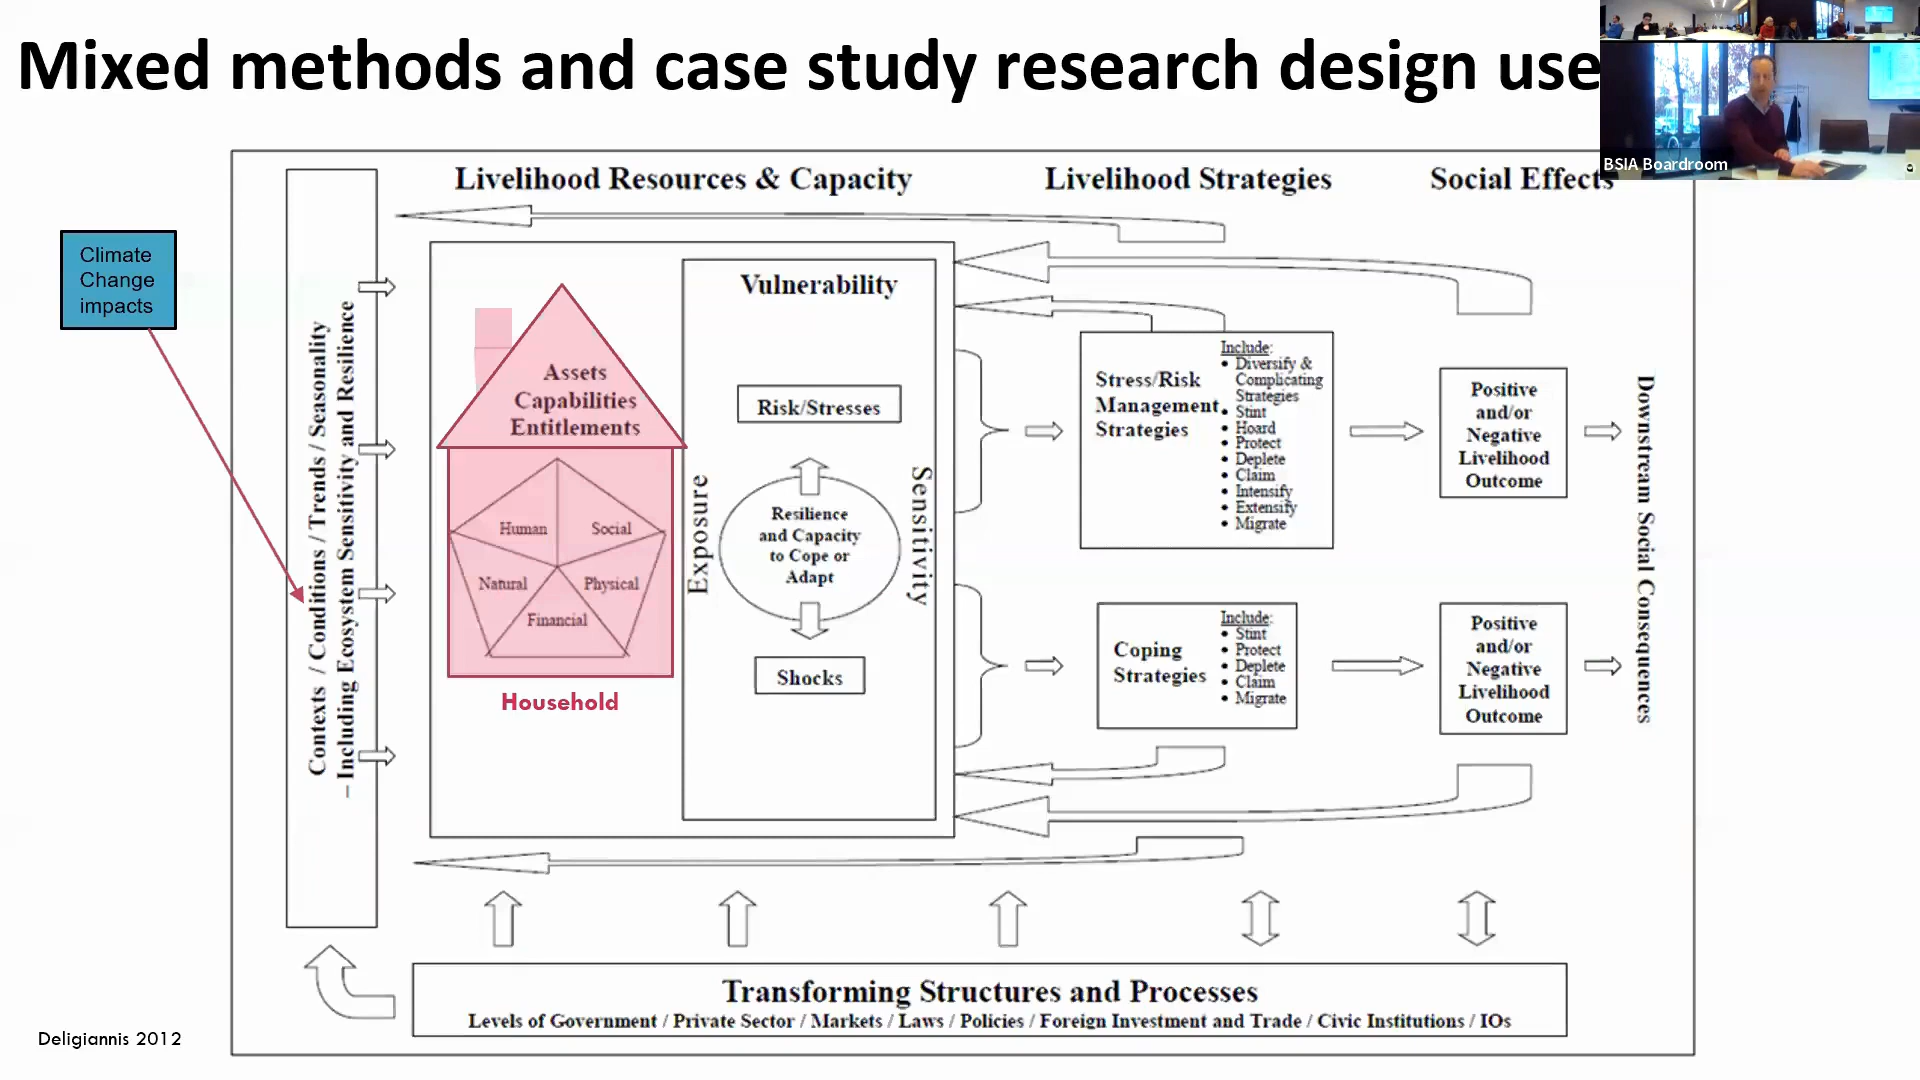 Mixed methods and case study research design use
BSIA Boardroom
Livelihood Resources & Capacity
Livelihood Strategies
Social Effects
Climate
Change
impacts
Contexts / Conditions / Trends / Seasonality
– Including Ecosystem Sensitivity and Resilience
Assets
Capabilities
Entitlements
Human
Social
Natural
Physical
Financial
Household
Vulnerability
Risk/Stresses
Exposure
Resilience
and Capacity
to Cope or
Adapt
Sensitivity
Shocks
Stress/Risk
Management
Strategies
Include:
• Diversify &
Complicating
Strategies
• Stint
• Hoard
• Protect
• Deplete
• Claim
• Intensify
• Extensify
• Migrate
Positive
and/or
Negative
Livelihood
Outcome
Coping
Strategies
Include:
• Stint
• Protect
• Deplete
• Claim
• Migrate
Positive
and/or
Negative
Livelihood
Outcome
Downstream Social Consequences
Transforming Structures and Processes
Levels of Government / Private Sector / Markets / Laws / Policies / Foreign Investment and Trade / Civic Institutions / IOs
Deligiannis 2012